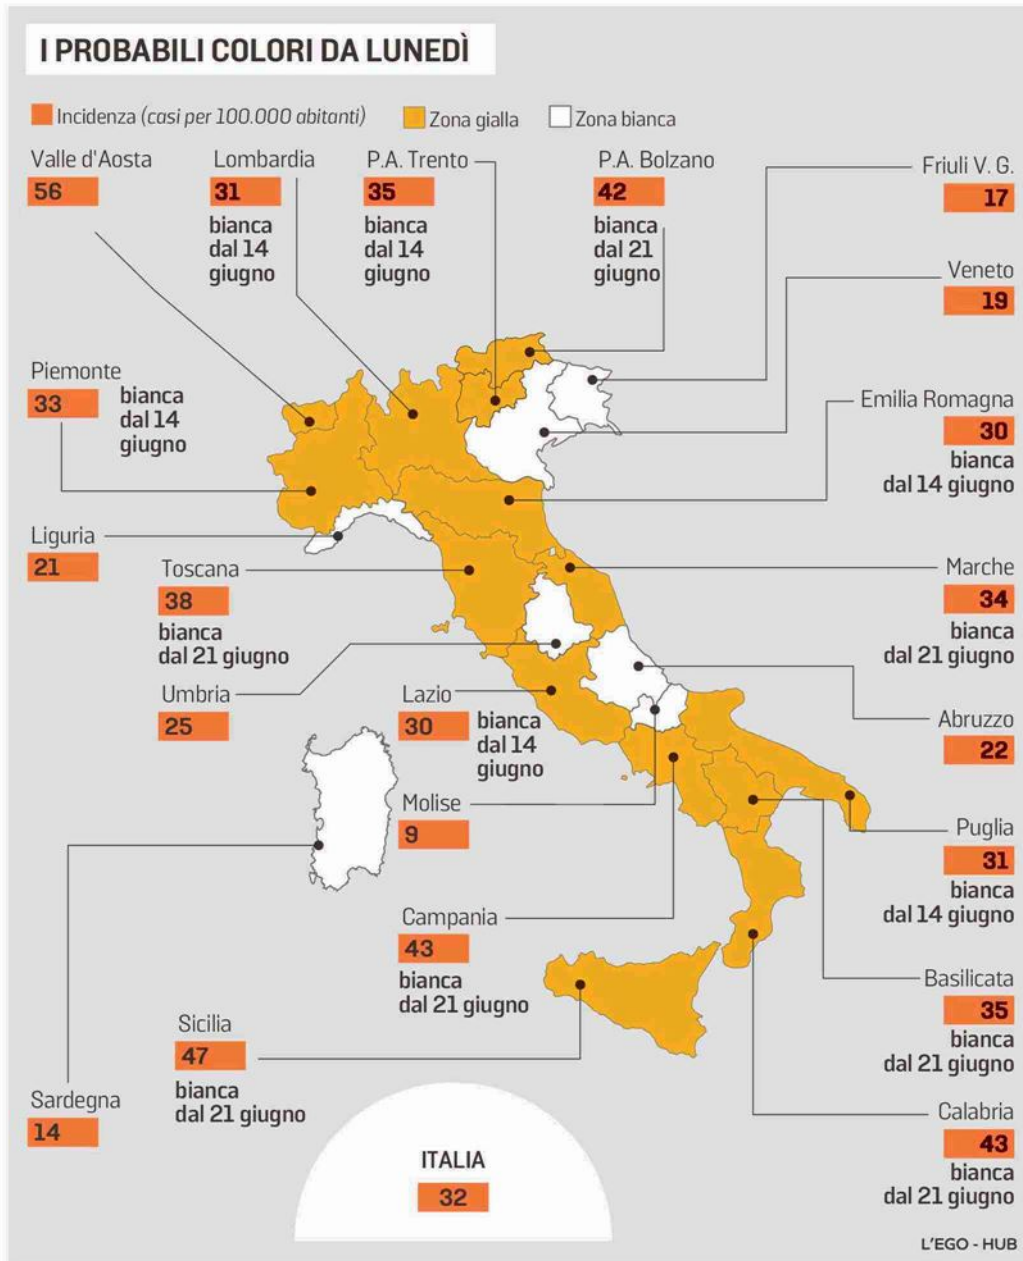 I PROBABILI COLORI DA LUNEDÌ
Incidenza (casi per 100.000 abitanti)
Zona gialla
Zona bianca
Valle d'Aosta
56
Lombardia
31
bianca
dal 14
giugno
P.A. Trento
35
bianca
dal 14
giugno
P.A. Bolzano
42
bianca
dal 21
giugno
Friuli V. G.
17
Veneto
19
Piemonte
33
bianca
dal 14
giugno
Emilia Romagna
30
bianca
dal 14 giugno
Liguria
21
Toscana
38
bianca
dal 21 giugno
Marche
34
bianca
dal 21 giugno
Umbria
25
Lazio
30
bianca
dal 14
giugno
Abruzzo
22
Molise
9
Puglia
31
bianca
dal 14 giugno
Campania
43
bianca
dal 21 giugno
Basilicata
35
bianca
dal 21 giugno
Sicilia
47
bianca
dal 21 giugno
Sardegna
14
Calabria
43
bianca
dal 21 giugno
ITALIA
32
L'EGO - HUB